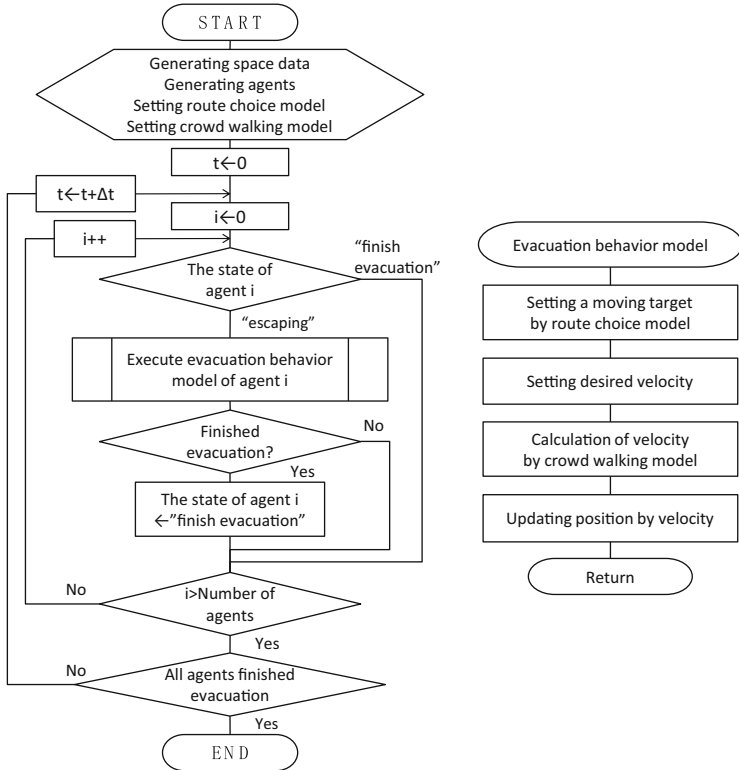 START
Generating space data
Generating agents
Setting route choice model
Setting crowd walking model
t←0
t←t+Δt
i←0
i++
The state of
agent i
“finish
evacuation”
“escaping”
Execute evacuation behavior
model of agent i
Finished
evacuation?
No
Yes
The state of agent i
←”finish evacuation”
i>Number of
agents
No
Yes
All agents finished
evacuation
No
Yes
END
Evacuation behavior model
Setting a moving target
by route choice model
Setting desired velocity
Calculation of velocity
by crowd walking model
Updating position by velocity
Return